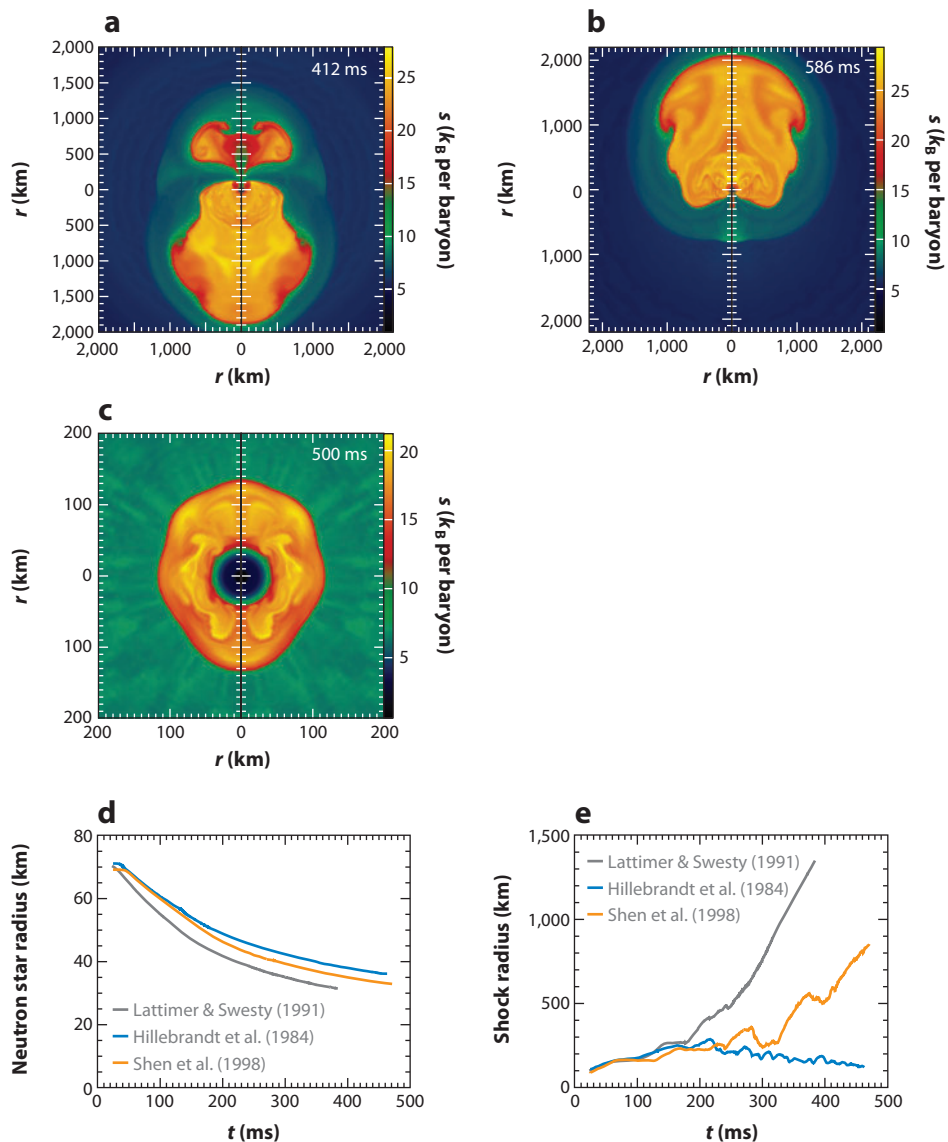 a
2,000
1,500
1,000
500
0
500
1,000
1,500
2,000
r (km)
412 ms
2,000
1,000
0
1,000
2,000
r (km)
25
20
15
10
5
s (kB per baryon)
b
2,000
1,000
0
1,000
2,000
r (km)
586 ms
2,000
1,000
0
1,000
2,000
r (km)
25
20
15
10
5
s (kB per baryon)
c
200
100
0
100
200
r (km)
500 ms
200
100
0
100
200
r (km)
20
15
10
5
s (kB per baryon)
d
80
60
40
20
0
Neutron star radius (km)
Lattimer & Swesty (1991)
Hillebrandt et al. (1984)
Shen et al. (1998)
0
100
200
300
400
500
t (ms)
e
1,500
1,000
500
0
Shock radius (km)
Lattimer & Swesty (1991)
Hillebrandt et al. (1984)
Shen et al. (1998)
0
100
200
300
400
500
t (ms)